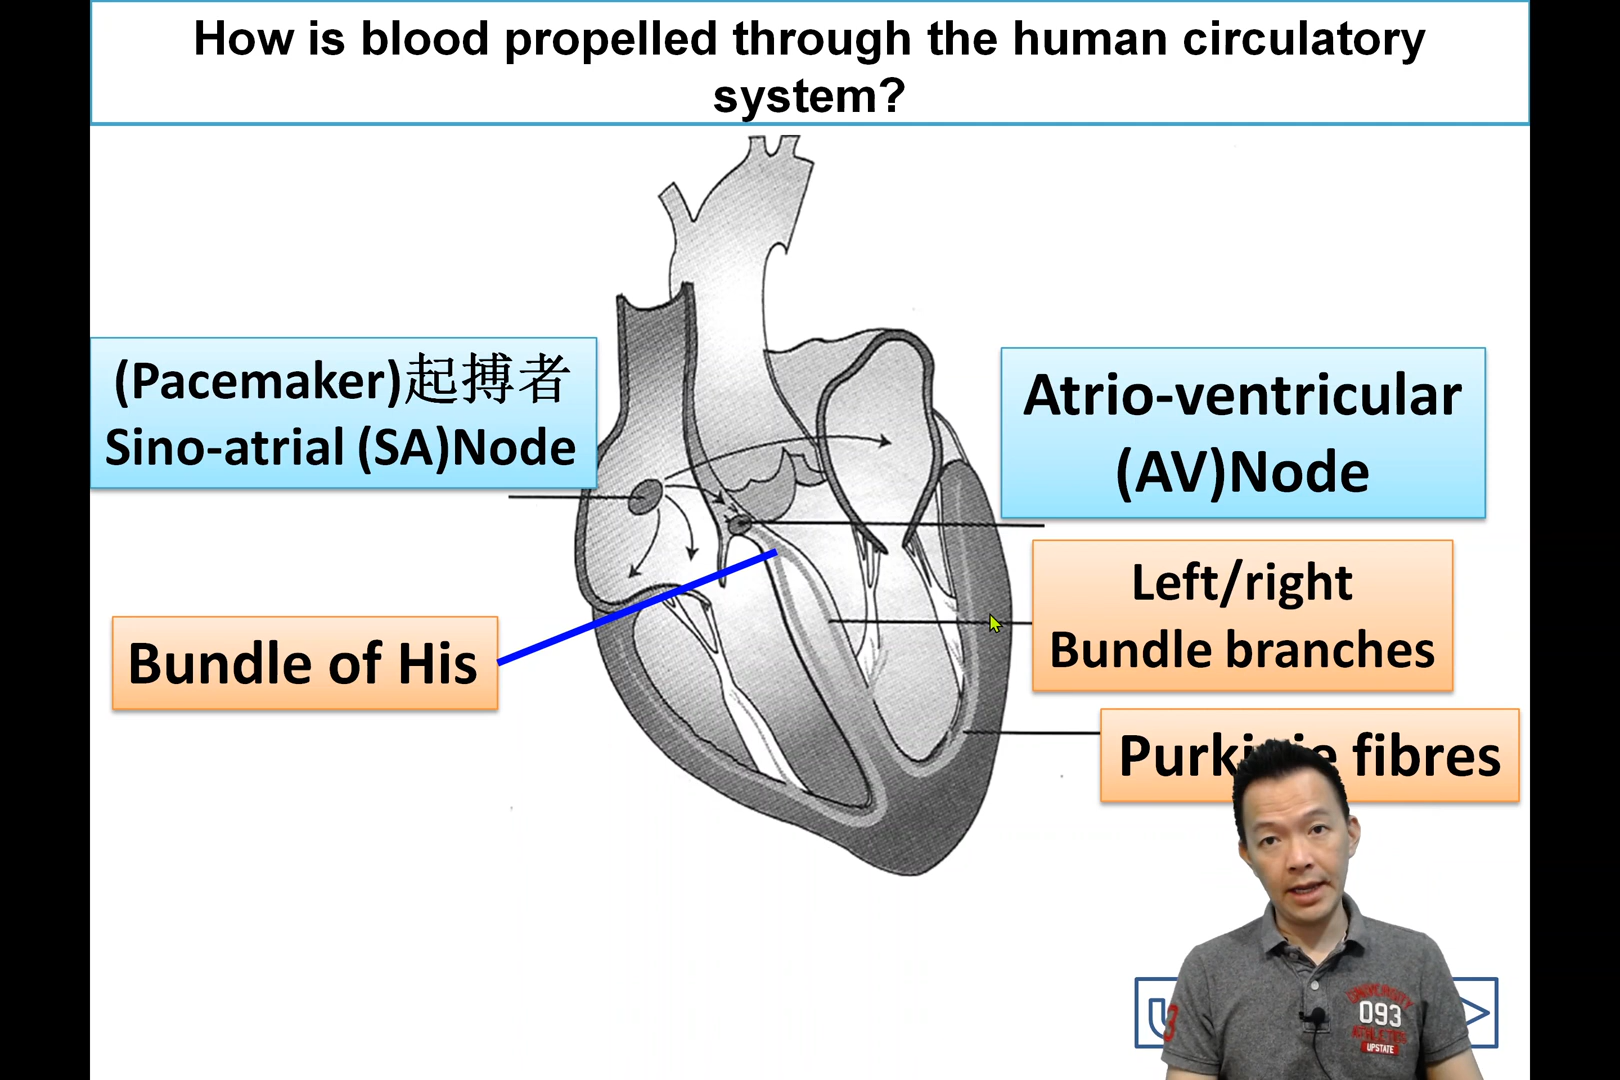 How is blood propelled through the human circulatory
system?
(Pacemaker)起搏者
Sino-atrial (SA)Node
Atrio-ventricular
(AV)Node
Left/right
Bundle branches
Bundle of His
fibres
093
UPSTATE